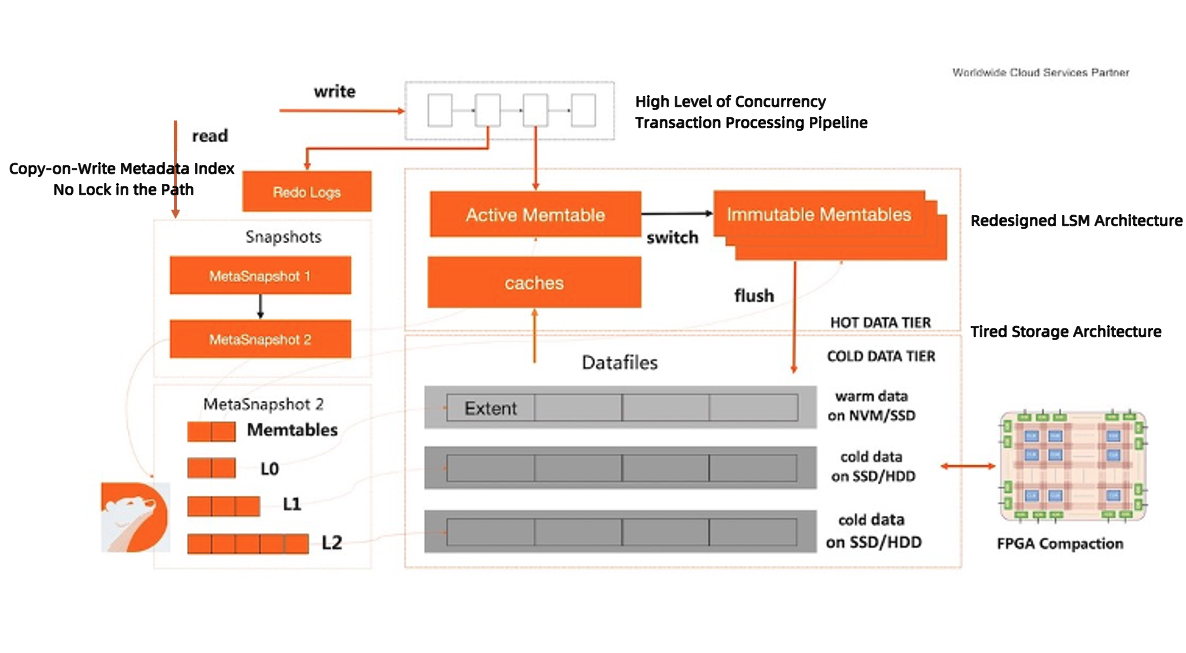 Worldwide Cloud Services Partner
write
High Level of Concurrency
Transaction Processing Pipeline
read
Copy-on-Write Metadata Index
No Lock in the Path
Redo Logs
Active Memtable
switch
Immutable Memtables
Redesigned LSM Architecture
Snapshots
MetaSnapshot 1
MetaSnapshot 2
caches
flush
HOT DATA TIER
Tired Storage Architecture
COLD DATA TIER
Datafiles
MetaSnapshot 2
Memtables
L0
L1
L2
Extent
warm data
on NVM/SSD
cold data
on SSD/HDD
cold data
on SSD/HDD
FPGA Compaction